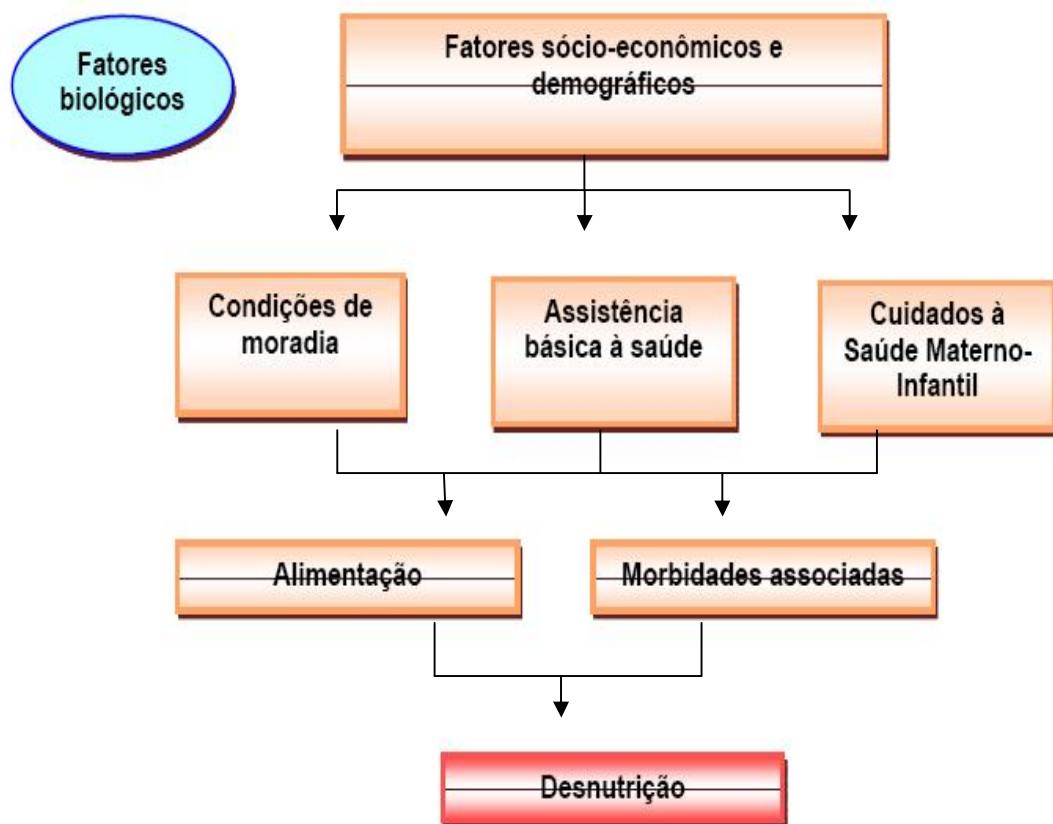 Fatores
biológicos
Fatores sócio-econômicos e
demográficos
Condições de
moradia
Assistência
básica à saúde
Cuidados à
Saúde Materno-
Infantil
Alimentação
Morbidades associadas
Desnutrição